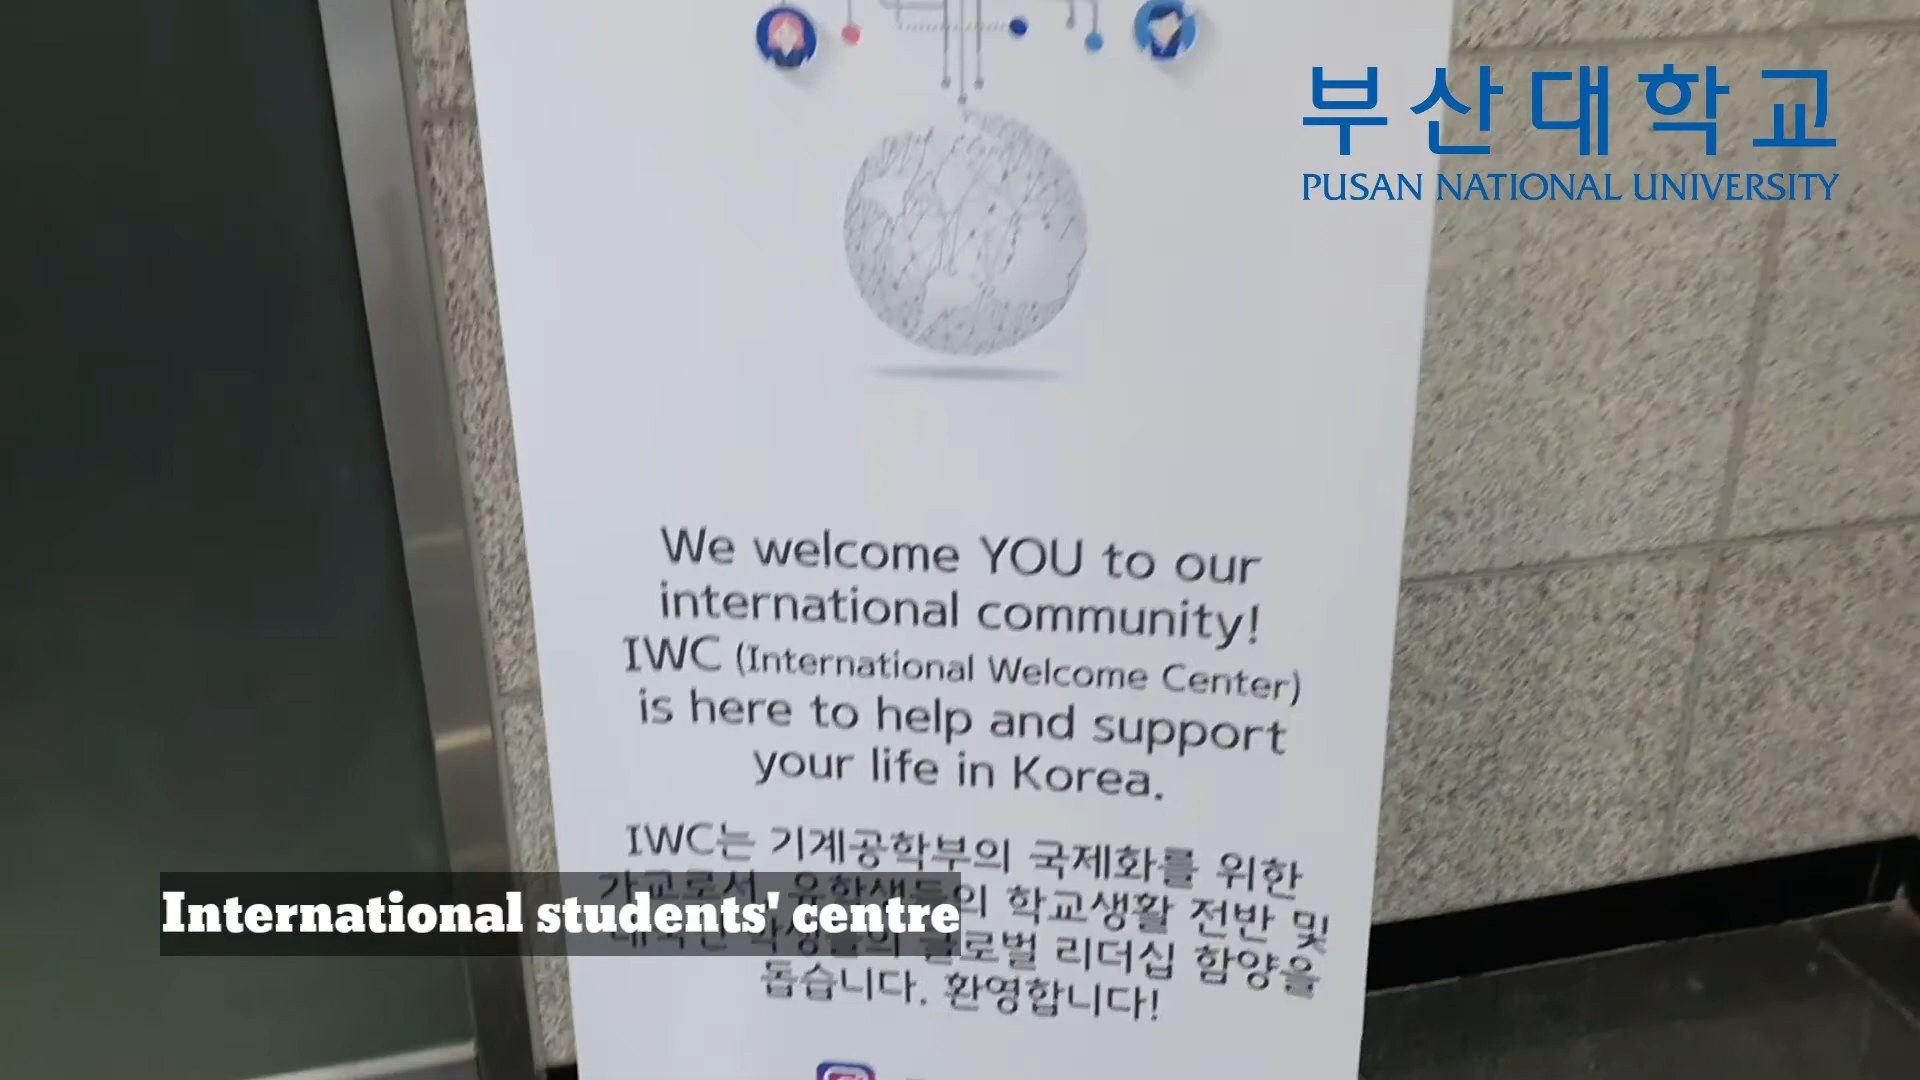 부산대학교
PUSAN NATIONAL UNIVERSITY
We welcome YOU to our
international community!
IWC (International Welcome Center)
is here to help and support
your life in Korea.
IWC는 기계공학부의 국제화를 위한
가교로서, 유학생들의 학교생활 전반 및
학생들의 글로벌 리더십 함양을
돕습니다. 환영합니다!
International students' centre